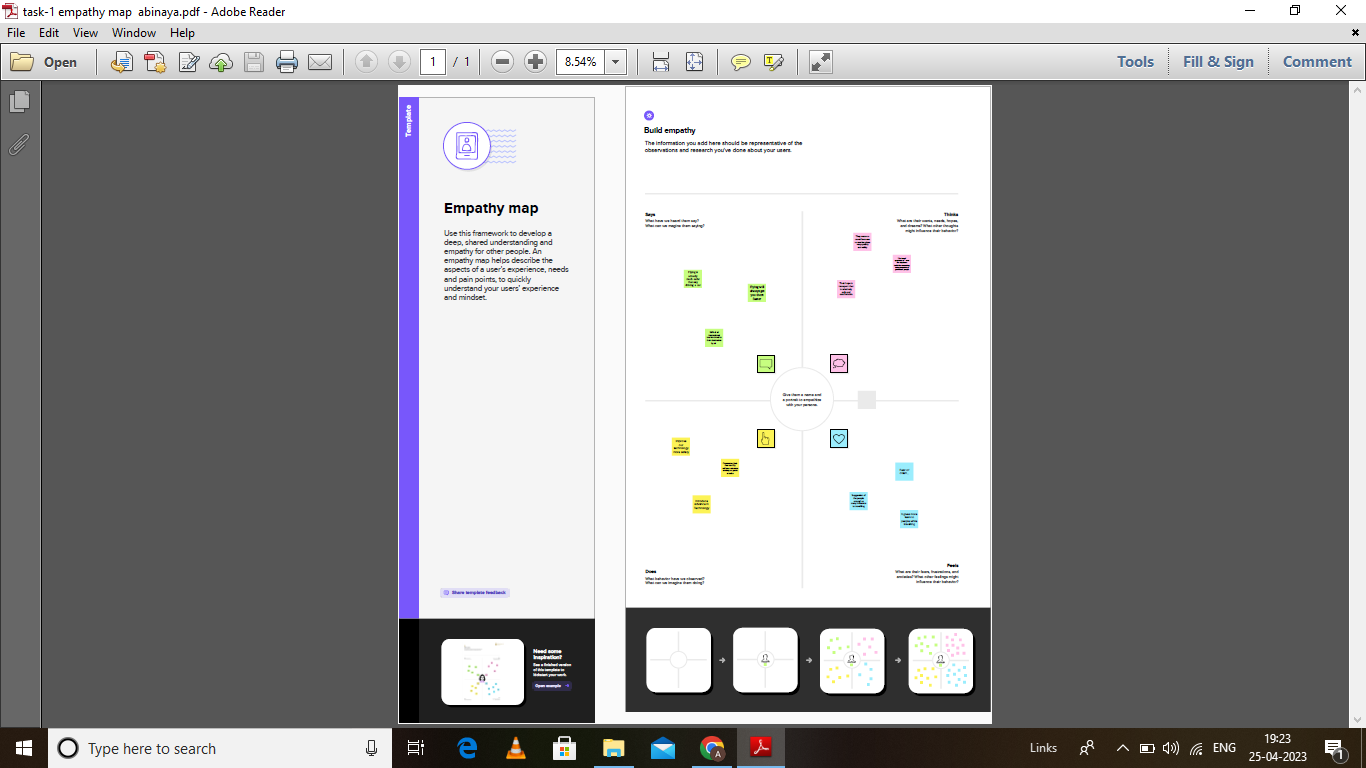 task-1 empathy map  abinaya.pdf - Adobe Reader
File Edit View Window Help
Open
1 / 1
8.54%
Tools
Fill & Sign
Comment
Template
Empathy map
Use this framework to develop a
deep, shared understanding and
empathy for other people. An
empathy map helps describe the
aspects of a user's experience, needs
and pain points, to quickly
understand your users' experience
and mindset.
Share template feedback
Need some
inspiration?
See a finished version
of this template to
kickstart your work.
Open example
Build empathy
The information you add here should be representative of the
observations and research you've done about your users.
Says
What have we heard them say?
What can we imagine them saying?
Thinks
What are their wants, needs, hopes,
and dreams? What other thoughts
might influence their behavior?
Give them a name and
a portrait to empathize
with your persona.
Does
What behavior have we observed?
What can we imagine them doing?
Feels
What are their fears, frustrations, and
anxieties? What other feelings might
influence their behavior?
Type here to search
A
Links
ENG
19:23
25-04-2023
1